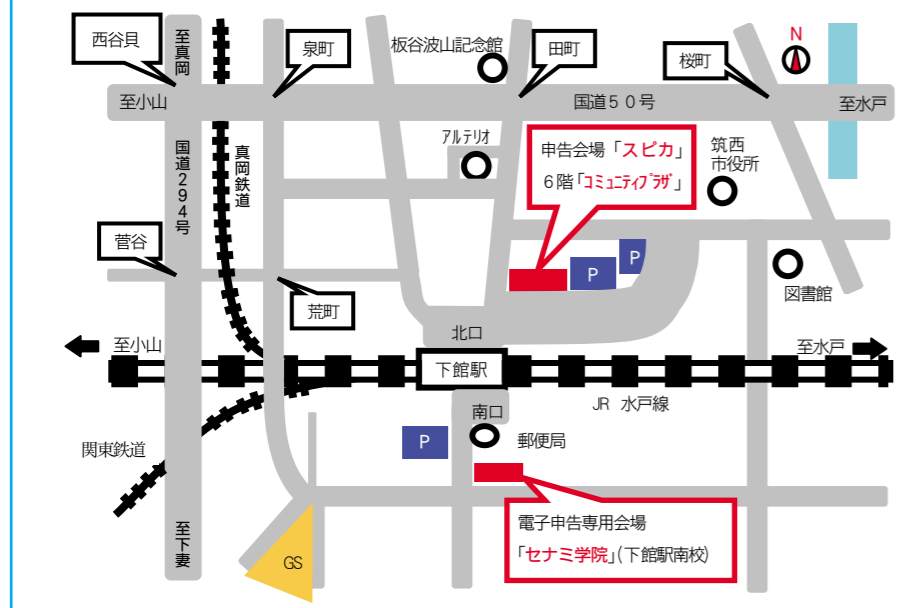 西谷貝
至真岡
泉町
板谷波山記念館
田町
桜町
N
至小山
国道50号
至水戸
国道294号
真岡鉄道
アルテリオ
申告会場「スピカ」
6階「コミュニティプラザ」
筑西
市役所
菅谷
P
P
荒町
図書館
北口
至小山
下館駅
至水戸
JR 水戸線
南口
関東鉄道
P
郵便局
至下妻
GS
電子申告専用会場
「セナミ学院」(下館駅南校)